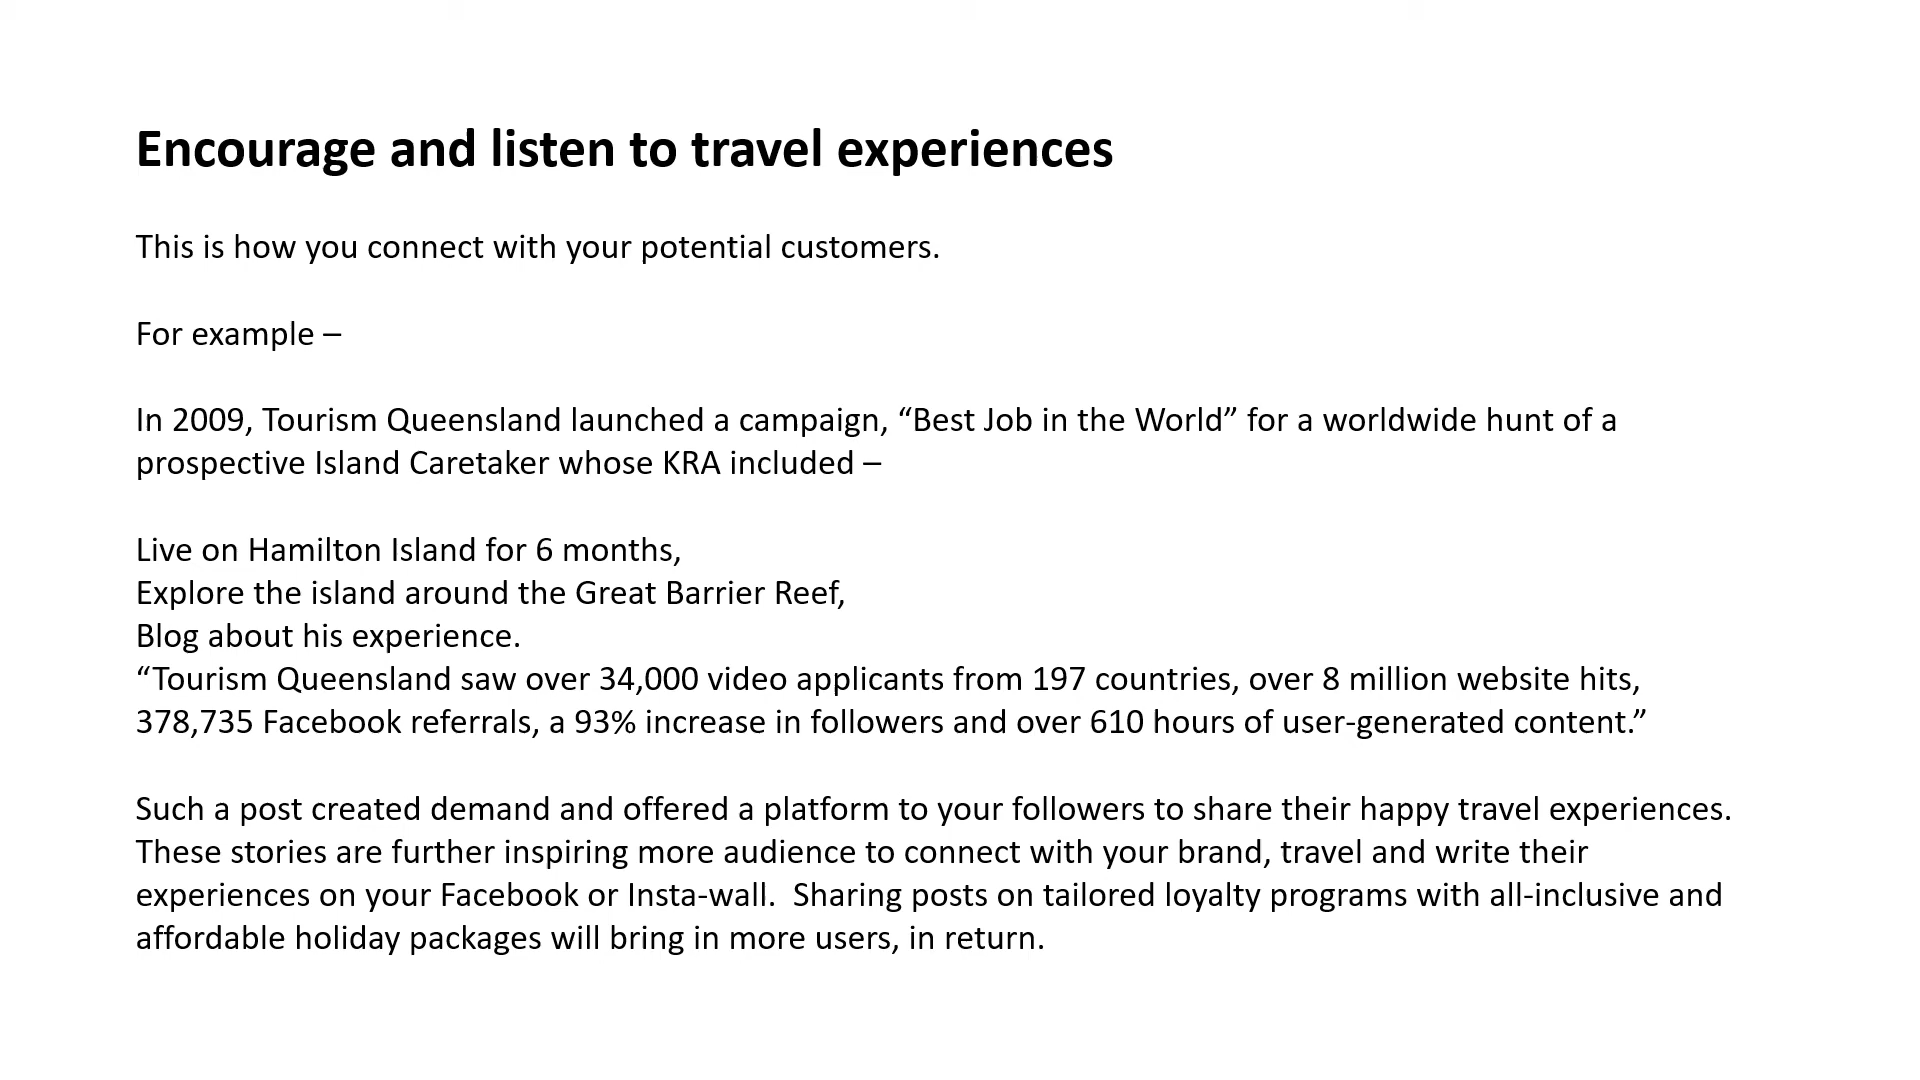 Encourage and listen to travel experiences
This is how you connect with your potential customers.
For example –
In 2009, Tourism Queensland launched a campaign, “Best Job in the World” for a worldwide hunt of a
prospective Island Caretaker whose KRA included –
Live on Hamilton Island for 6 months,
Explore the island around the Great Barrier Reef,
Blog about his experience.
“Tourism Queensland saw over 34,000 video applicants from 197 countries, over 8 million website hits,
378,735 Facebook referrals, a 93% increase in followers and over 610 hours of user-generated content.”
Such a post created demand and offered a platform to your followers to share their happy travel experiences.
These stories are further inspiring more audience to connect with your brand, travel and write their
experiences on your Facebook or Insta-wall.  Sharing posts on tailored loyalty programs with all-inclusive and
affordable holiday packages will bring in more users, in return.